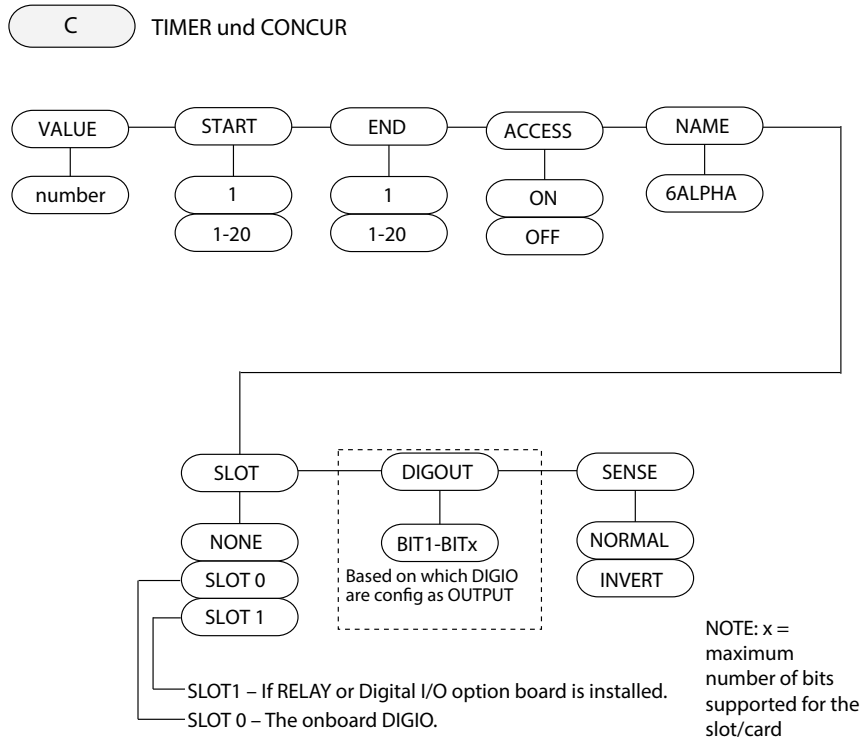 C
TIMER und CONCUR
VALUE
START
END
ACCESS
NAME
number
1
1
ON
6ALPHA
1-20
1-20
OFF
SLOT
DIGOUT
SENSE
NONE
BIT1-BITx
NORMAL
SLOT 0
Based on which DIGIO
are config as OUTPUT
INVERT
SLOT 1
NOTE: x =
maximum
number of bits
supported for the
slot/card
SLOT1 – If RELAY or Digital I/O option board is installed.
SLOT 0 – The onboard DIGIO.